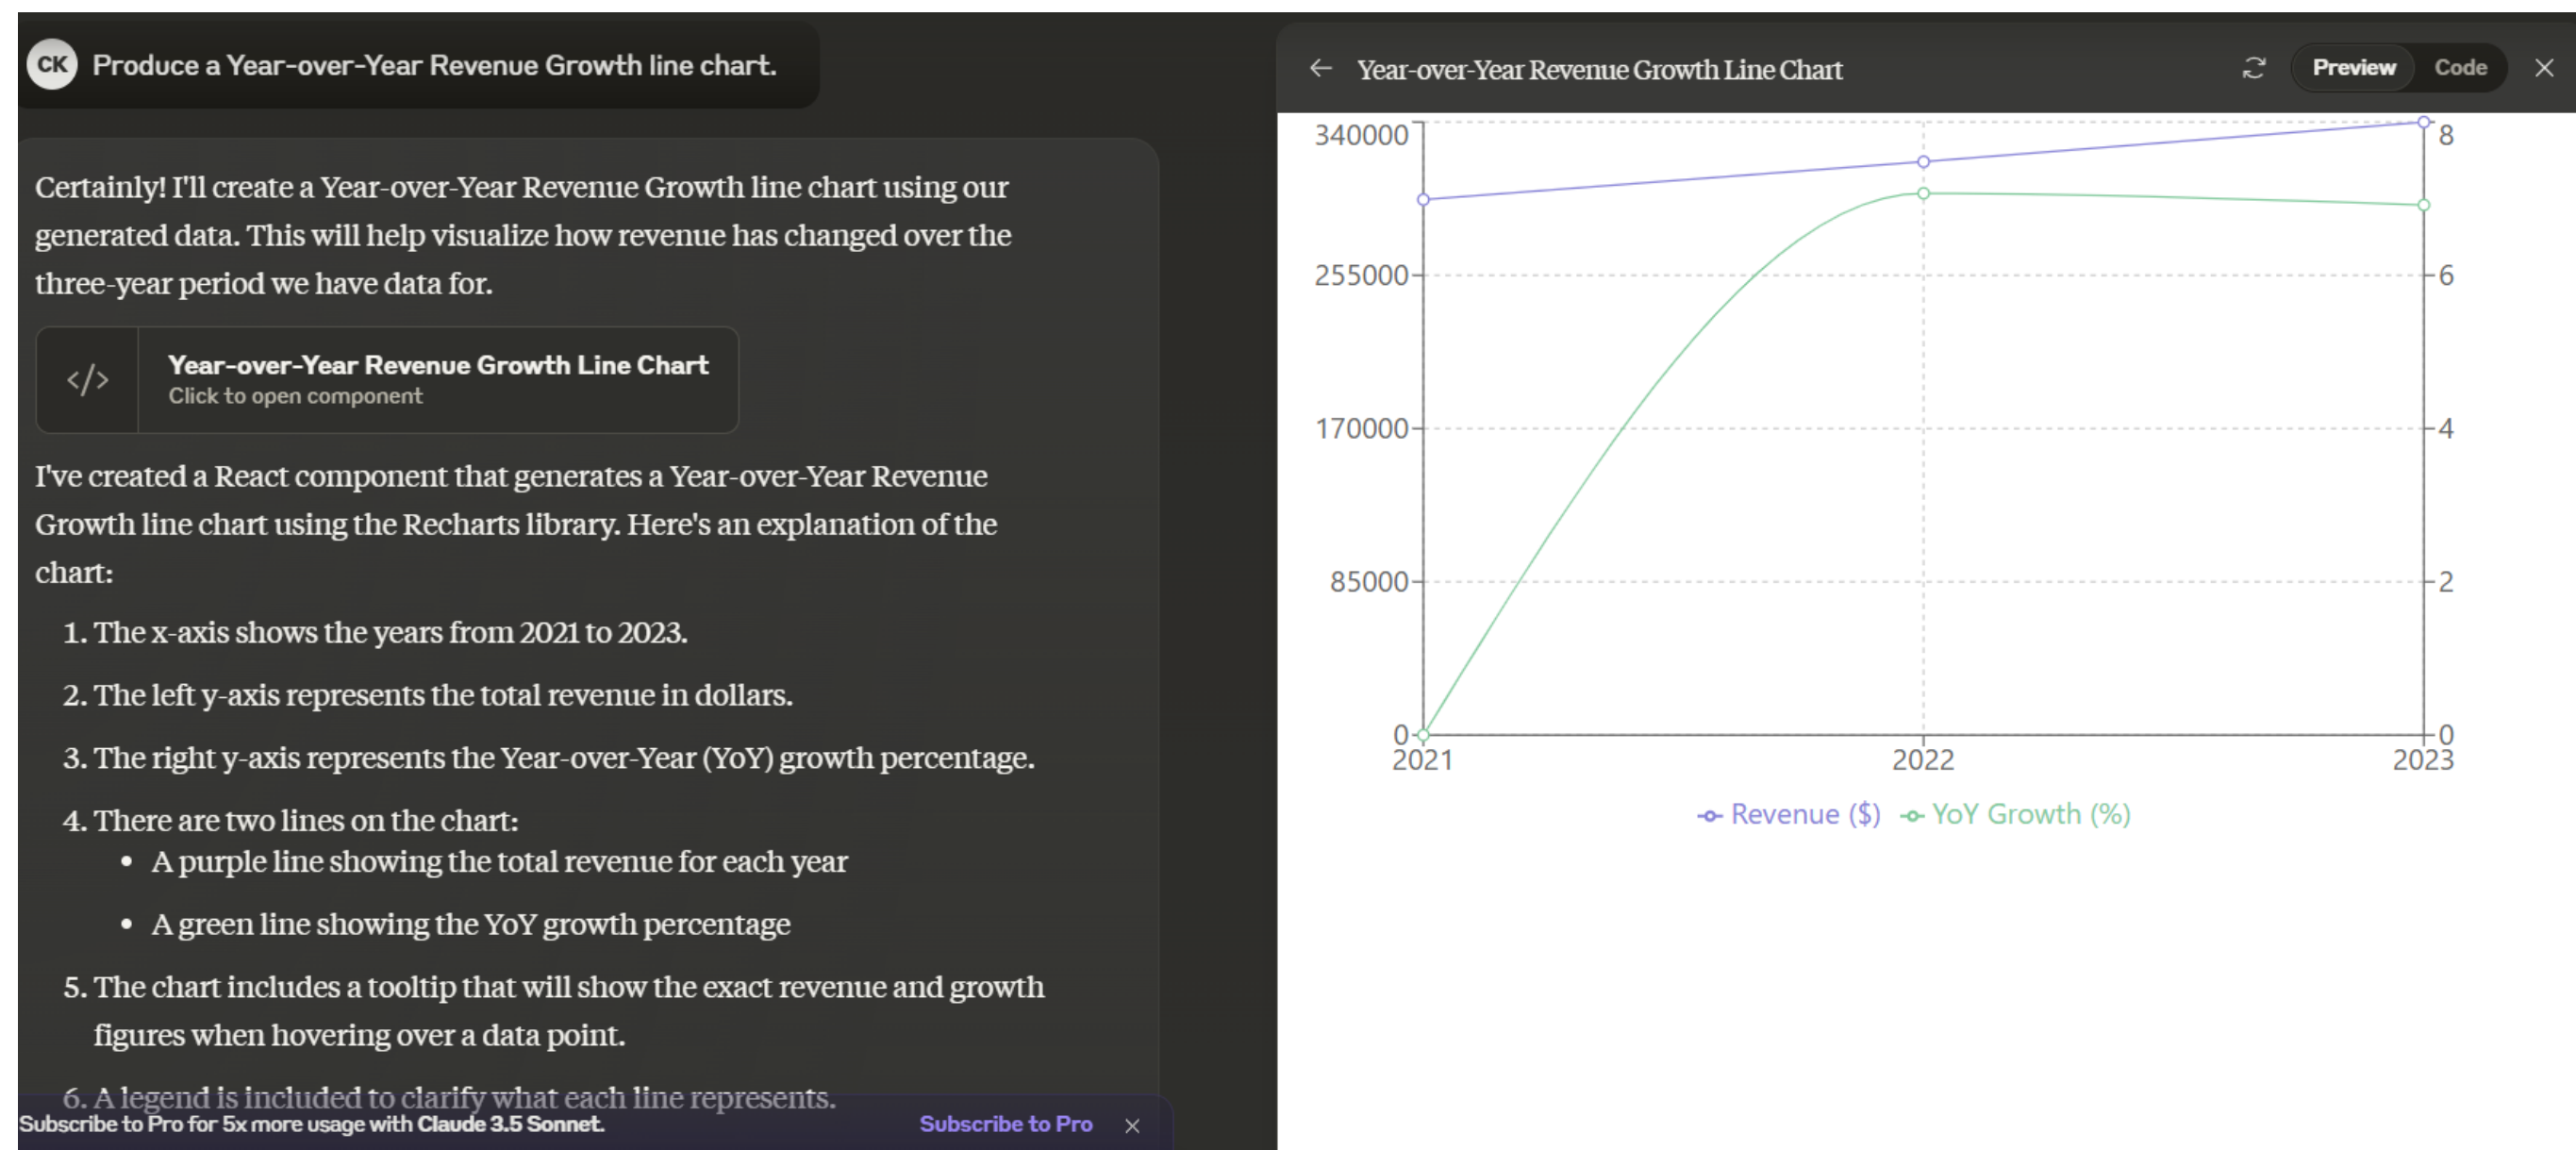 CK Produce a Year-over-Year Revenue Growth line chart.
Certainly! I'll create a Year-over-Year Revenue Growth line chart using our
generated data. This will help visualize how revenue has changed over the
three-year period we have data for.
</> Year-over-Year Revenue Growth Line Chart
Click to open component
I've created a React component that generates a Year-over-Year Revenue
Growth line chart using the Recharts library. Here's an explanation of the
chart:
1. The x-axis shows the years from 2021 to 2023.
2. The left y-axis represents the total revenue in dollars.
3. The right y-axis represents the Year-over-Year (YoY) growth percentage.
4. There are two lines on the chart:
• A purple line showing the total revenue for each year
• A green line showing the YoY growth percentage
5. The chart includes a tooltip that will show the exact revenue and growth
figures when hovering over a data point.
6. A legend is included to clarify what each line represents.
Subscribe to Pro for 5x more usage with Claude 3.5 Sonnet. Subscribe to Pro
Year-over-Year Revenue Growth Line Chart Preview Code
340000 8
255000 6
170000 4
85000 2
0 0
2021 2022 2023
Revenue ($) YoY Growth (%)